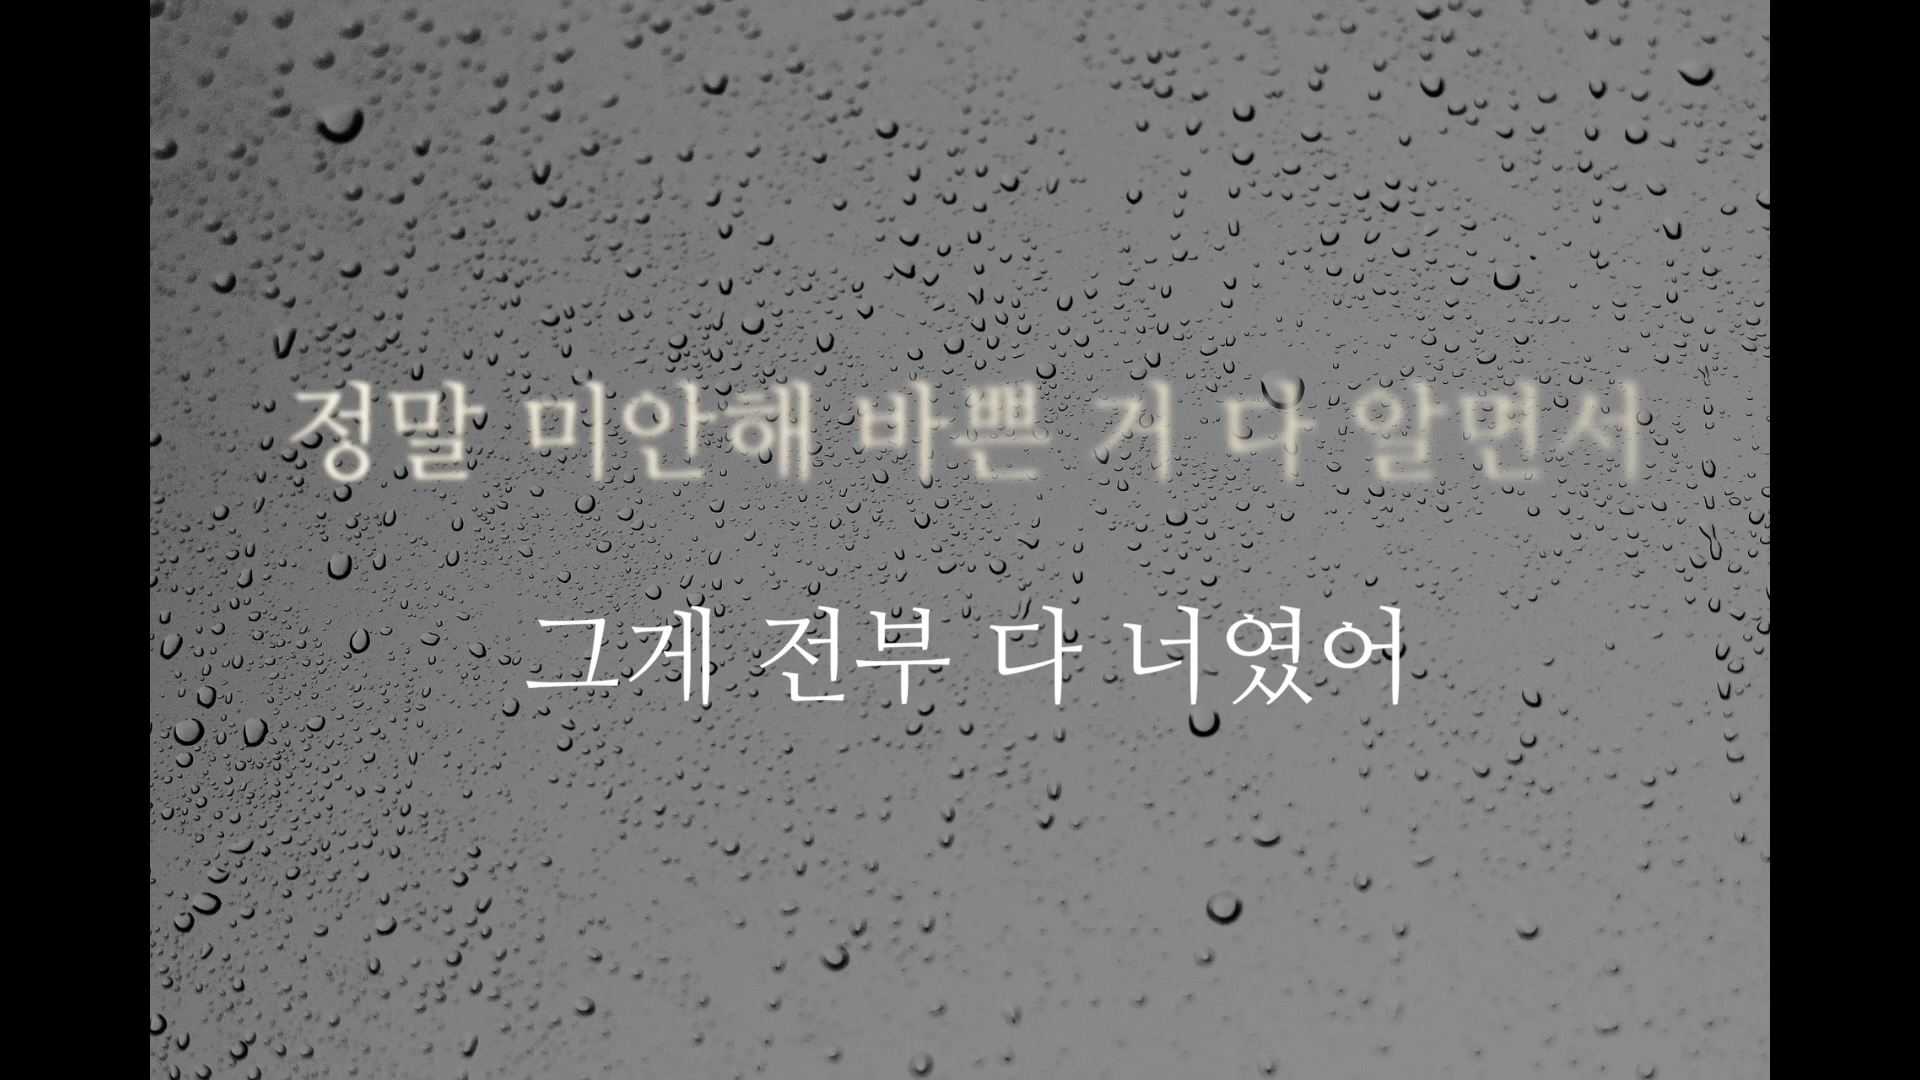 정말 미안해 바쁜 거 다 알면서
그게 전부 다 너였어